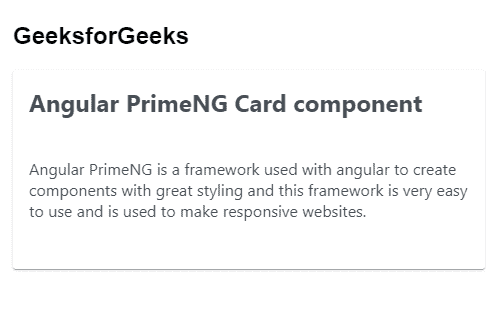 GeeksforGeeks
Angular PrimeNG Card component
Angular PrimeNG is a framework used with angular to create
components with great styling and this framework is very easy
to use and is used to make responsive websites.